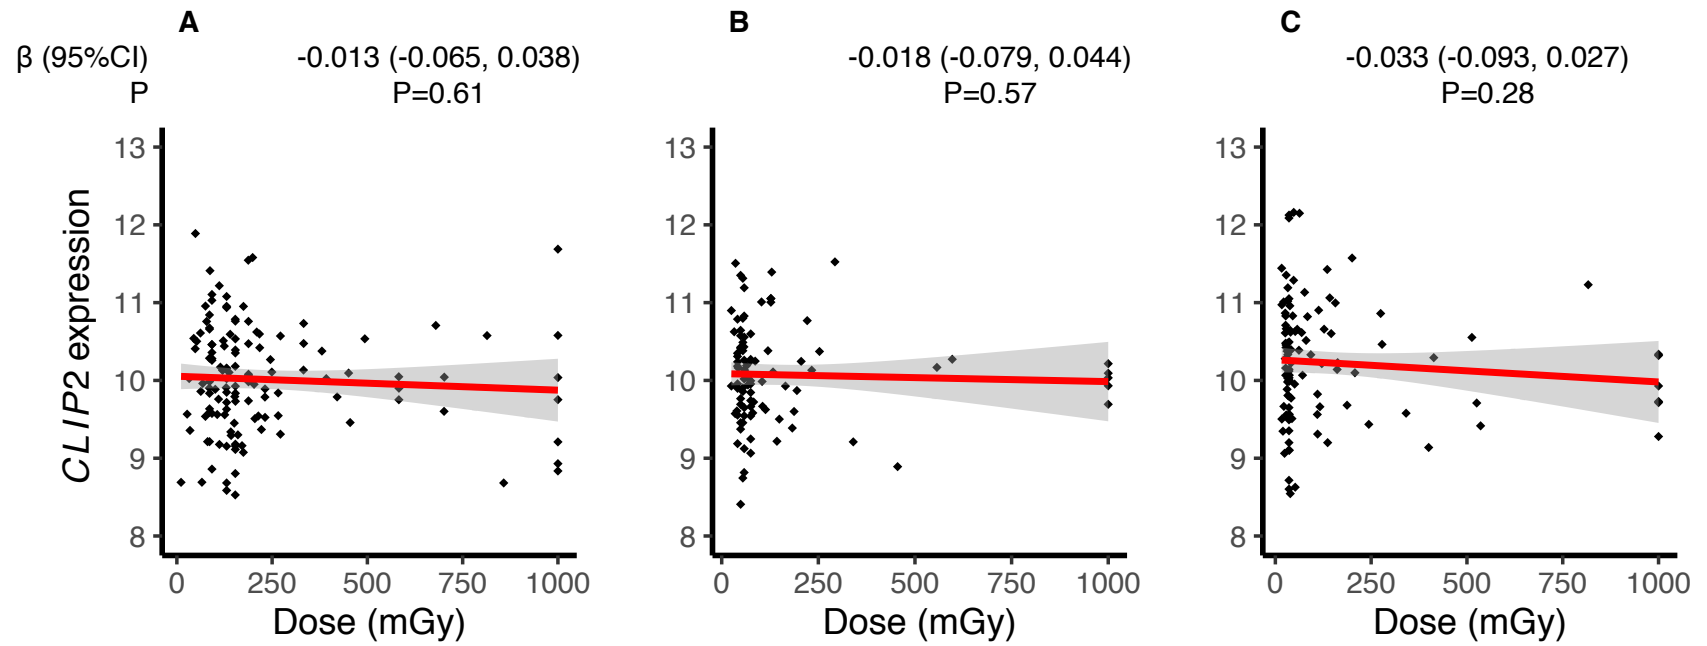 A B C
β (95%CI) -0.013 (-0.065, 0.038) -0.018 (-0.079, 0.044) -0.033 (-0.093, 0.027)
P P=0.61 P=0.57 P=0.28
CLIP2 expression
13 13 13
12 12 12
11 11 11
10 10 10
9 9 9
8 8 8
0 250 500 750 1000 0 250 500 750 1000 0 250 500 750 1000
Dose (mGy) Dose (mGy) Dose (mGy)